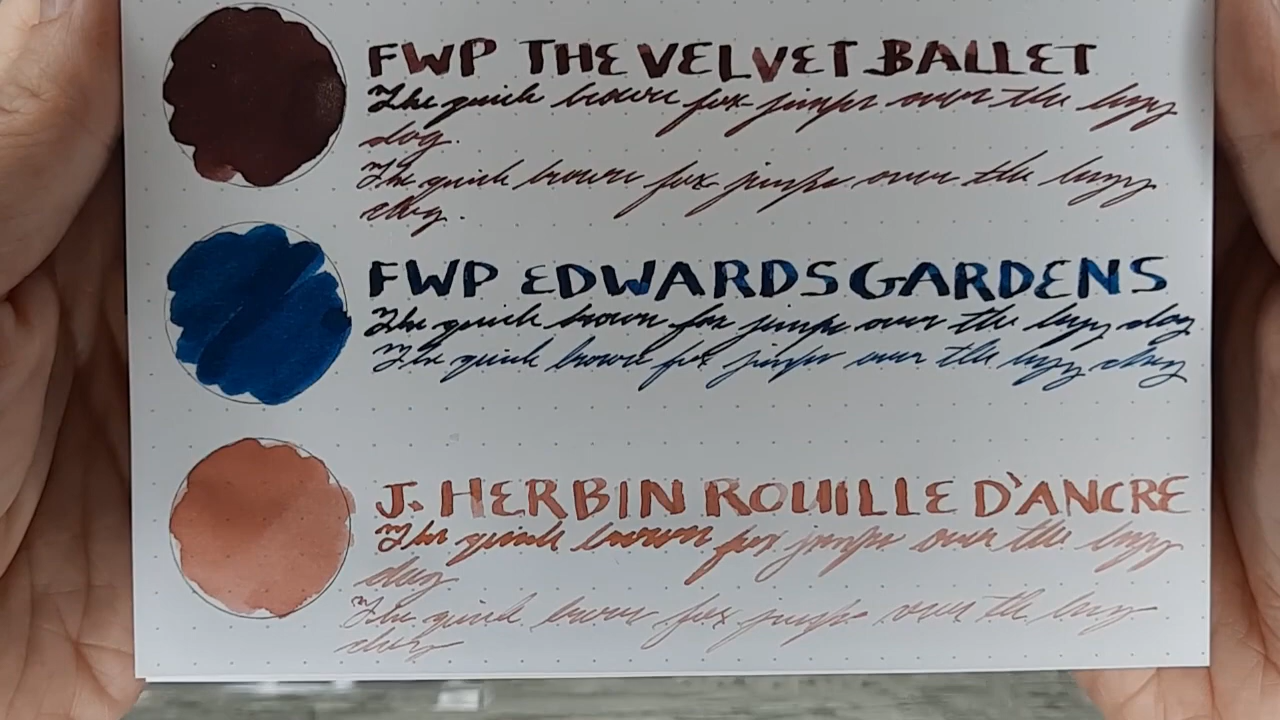 FWP THE VELVET BALLET
The quick brown fox jumps over the lazy
dog.
The quick brown fox jumps over the lazy
dog.
FWP EDWARDS GARDENS
The quick brown fox jumps over the lazy dog
The quick brown fox jumps over the lazy dog
J. HERBIN ROUILLE D'ANCRE
The quick brown fox jumps over the lazy
dog
The quick brown fox jumps over the lazy
dog